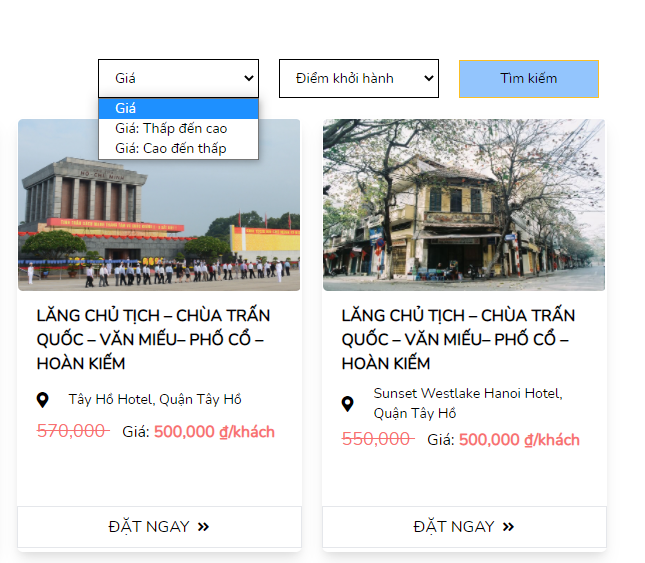 Giá
Điểm khởi hành
Tìm kiếm
Giá
Giá: Thấp đến cao
Giá: Cao đến thấp
LĂNG CHỦ TỊCH – CHÙA TRẤN
QUỐC – VĂN MIẾU– PHỐ CỔ –
HOÀN KIẾM
Tây Hồ Hotel, Quận Tây Hồ
570,000 Giá: 500,000 ₫/khách
ĐẶT NGAY »
LĂNG CHỦ TỊCH – CHÙA TRẤN
QUỐC – VĂN MIẾU– PHỐ CỔ –
HOÀN KIẾM
Sunset Westlake Hanoi Hotel,
Quận Tây Hồ
550,000 Giá: 500,000 ₫/khách
ĐẶT NGAY »